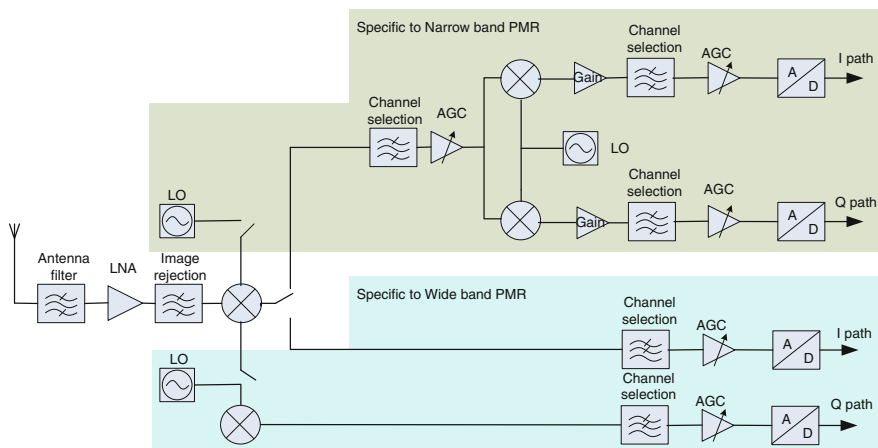 Specific to Narrow band PMR
Channel
selection
AGC
I path
Gain
A
D
Channel
selection
AGC
LO
Channel
selection
AGC
Q path
Gain
A
D
LO
Antenna
filter
LNA
Image
rejection
Specific to Wide band PMR
Channel
selection
AGC
I path
A
D
LO
Channel
selection
AGC
Q path
A
D